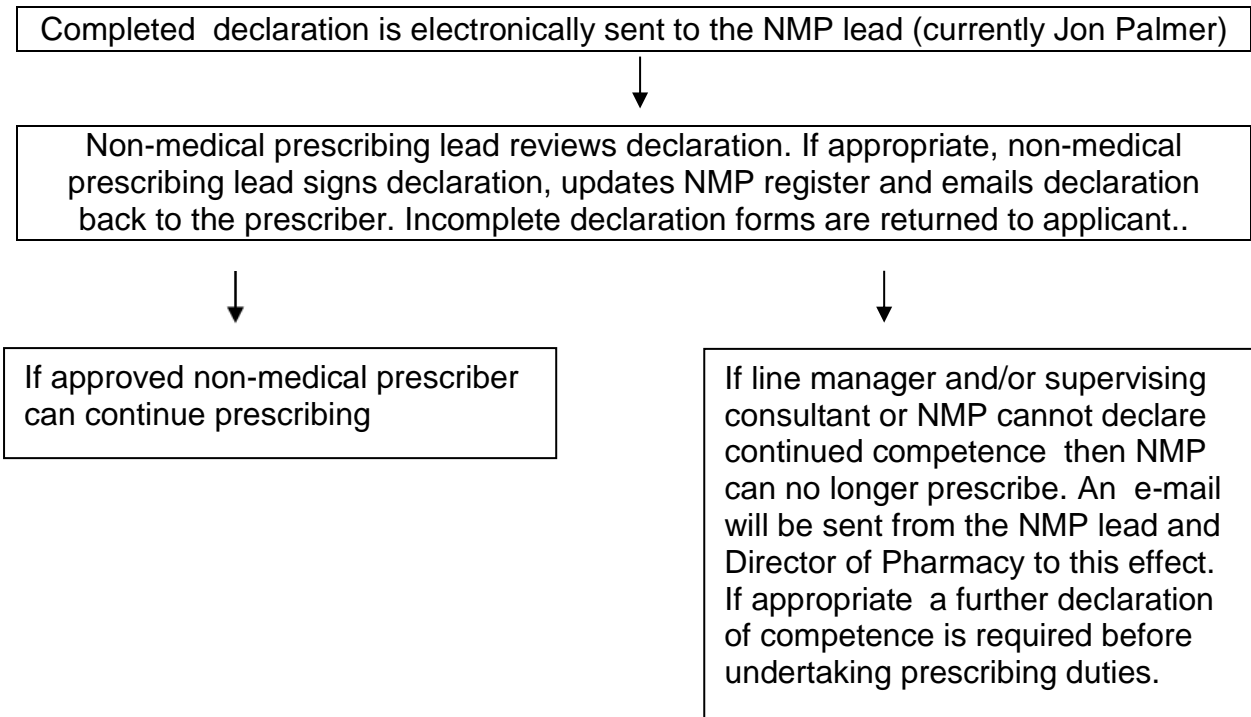 Completed  declaration is electronically sent to the NMP lead (currently Jon Palmer)
Non-medical prescribing lead reviews declaration. If appropriate, non-medical
prescribing lead signs declaration, updates NMP register and emails declaration
back to the prescriber. Incomplete declaration forms are returned to applicant..
If approved non-medical prescriber
can continue prescribing
If line manager and/or supervising
consultant or NMP cannot declare
continued competence  then NMP
can no longer prescribe. An  e-mail
will be sent from the NMP lead and
Director of Pharmacy to this effect.
If appropriate  a further declaration
of competence is required before
undertaking prescribing duties.